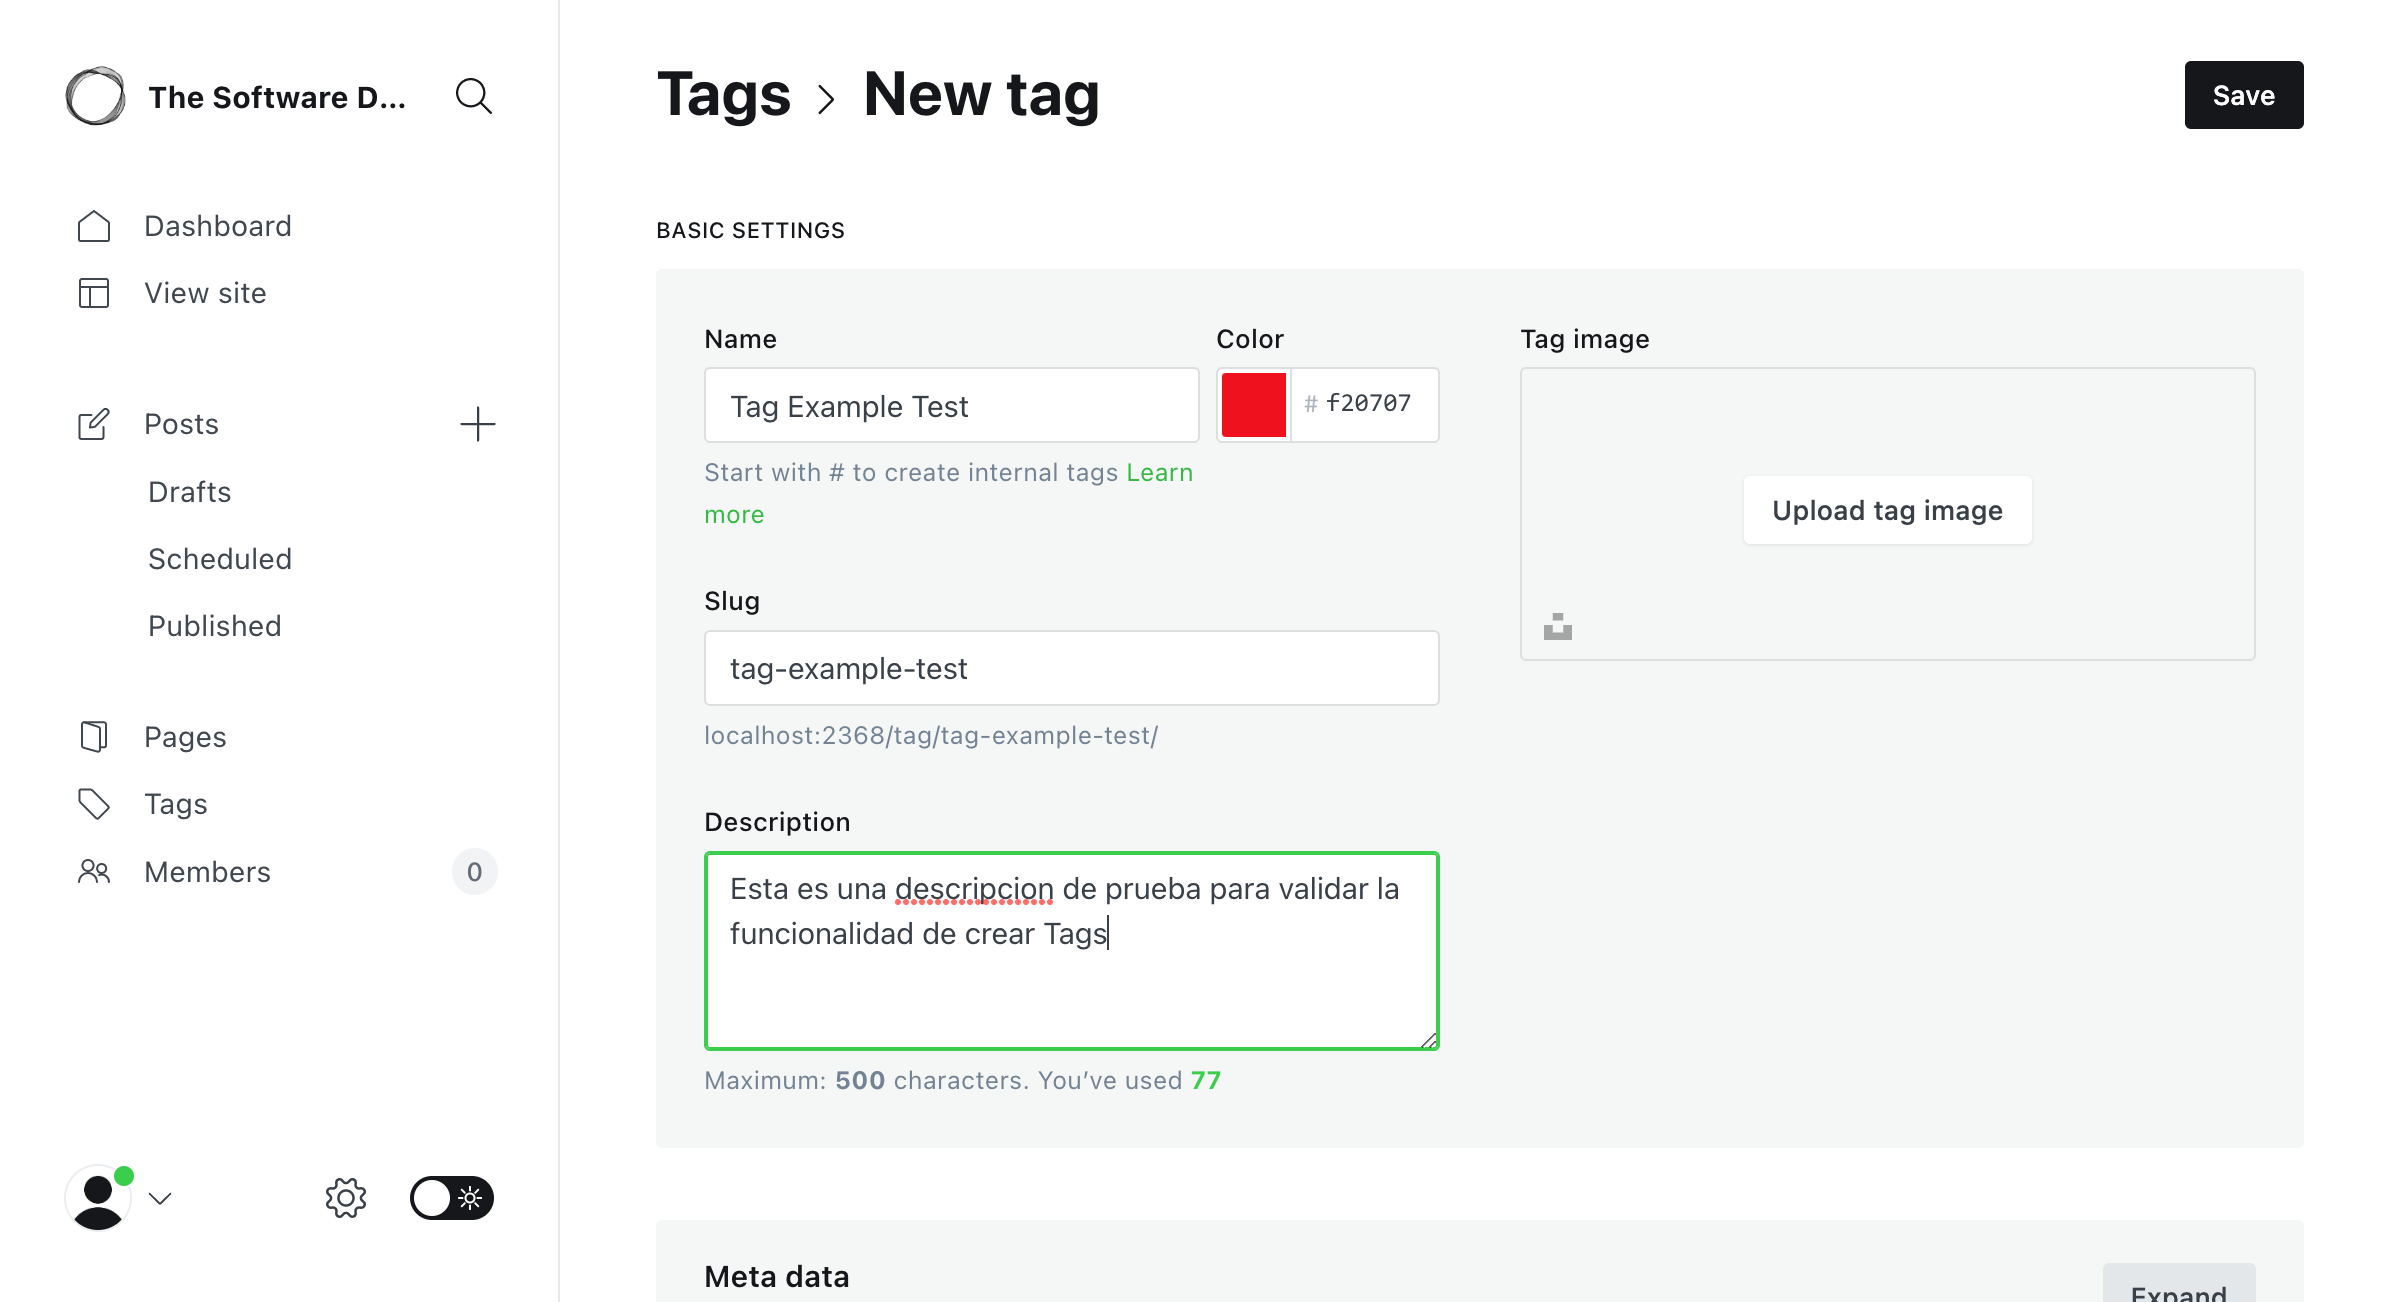 The Software D...
Dashboard
View site
Posts
Drafts
Scheduled
Published
Pages
Tags
Members 0
Tags > New tag
Save
BASIC SETTINGS
Name
Tag Example Test
Start with # to create internal tags Learn
more
Color
# f20707
Slug
tag-example-test
localhost:2368/tag/tag-example-test/
Description
Esta es una descripcion de prueba para validar la
funcionalidad de crear Tags
Maximum: 500 characters. You’ve used 77
Tag image
Upload tag image
Meta data
Expand